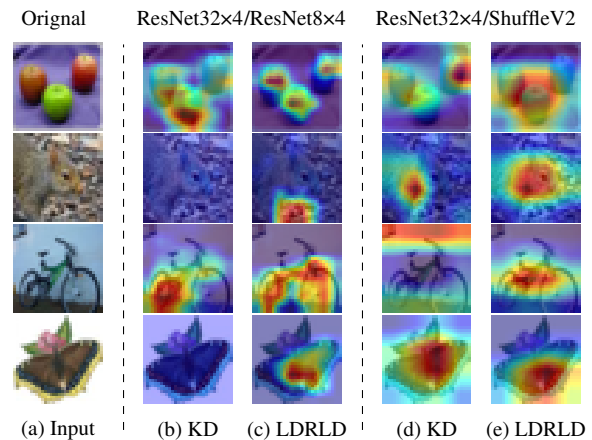 Orignal ResNet32×4/ResNet8×4 ResNet32×4/ShuffleV2
(a) Input (b) KD (c) LDRLD (d) KD (e) LDRLD